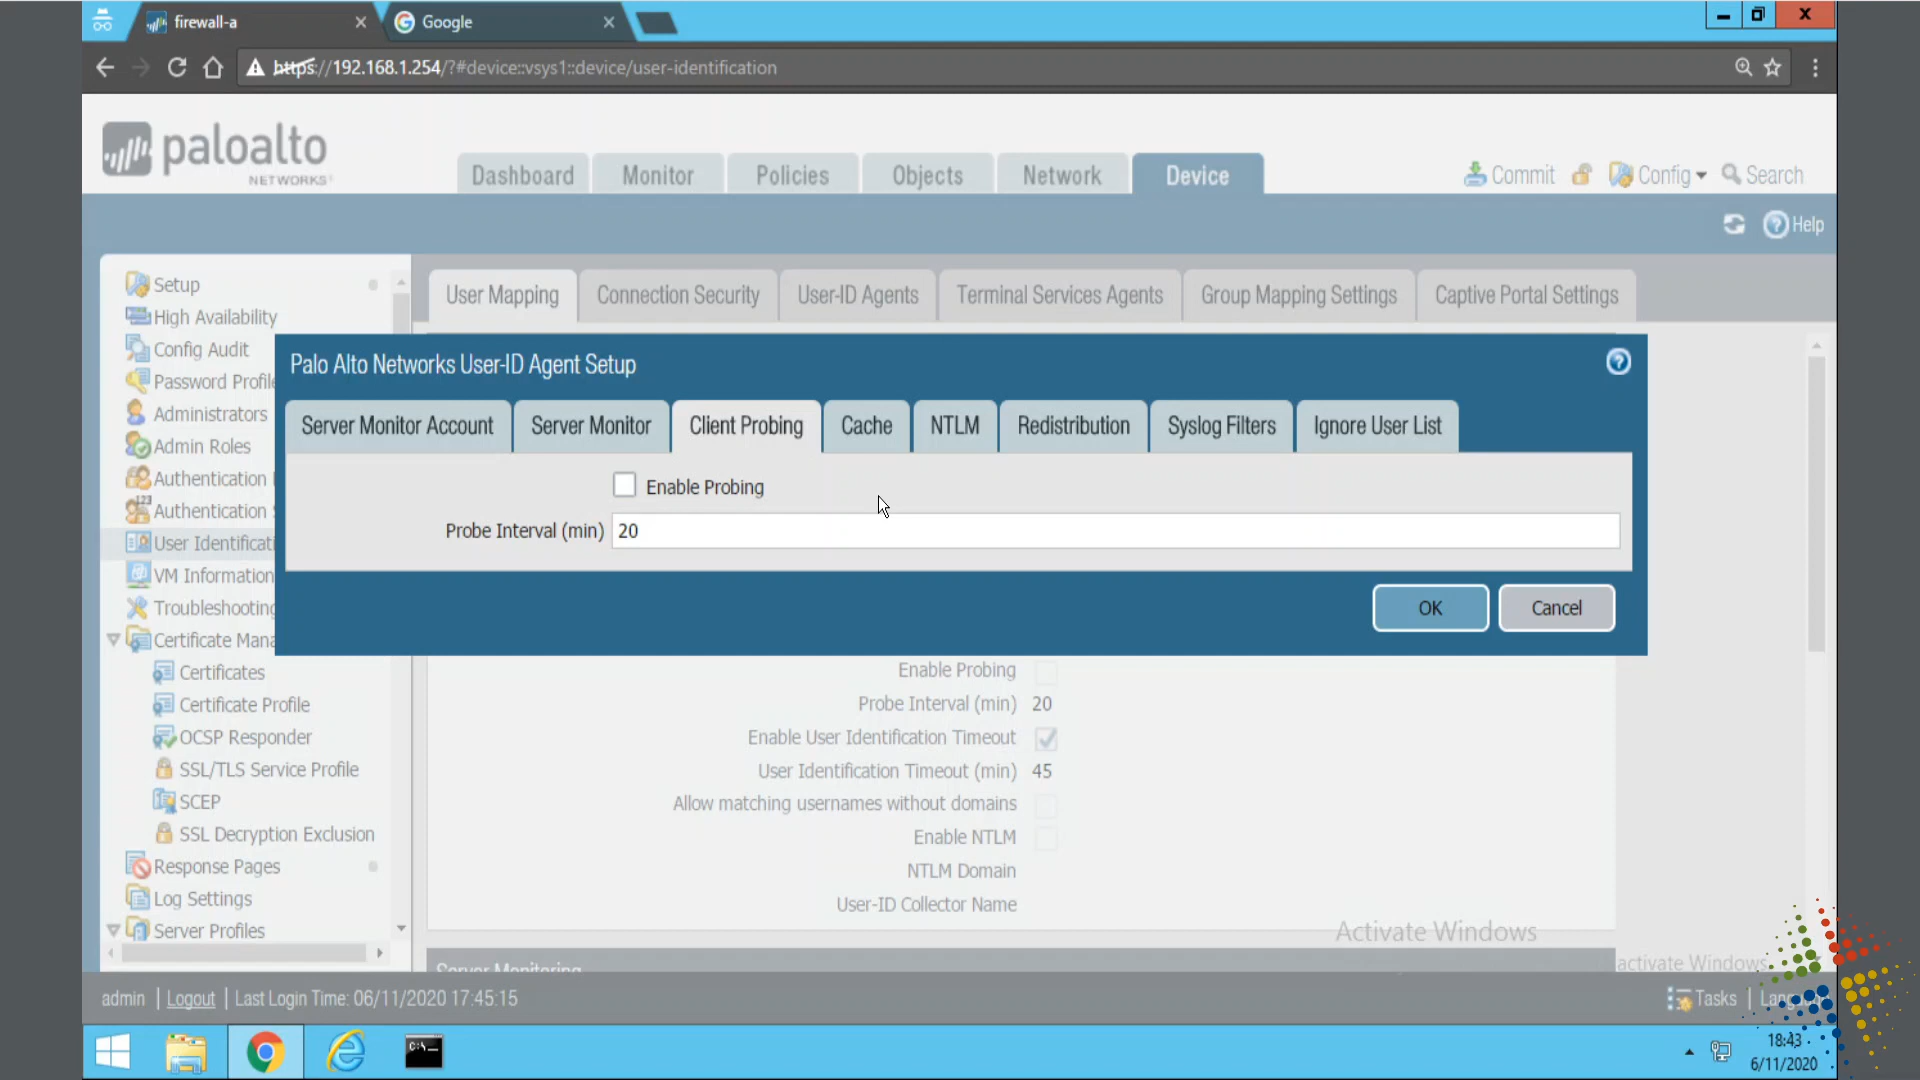 firewall-a
Google
https://192.168.1.254/?#device::vsys1::device/user-identification
paloalto
NETWORKS
Dashboard
Monitor
Policies
Objects
Network
Device
Commit
Config
Search
Help
Setup
High Availability
Config Audit
Password Profile
Administrators
Admin Roles
Authentication
Authentication
User Identificati
VM Information
Troubleshooting
Certificate Mana
Certificates
Certificate Profile
OCSP Responder
SSL/TLS Service Profile
SCEP
SSL Decryption Exclusion
Response Pages
Log Settings
Server Profiles
User Mapping
Connection Security
User-ID Agents
Terminal Services Agents
Group Mapping Settings
Captive Portal Settings
Palo Alto Networks User-ID Agent Setup
Server Monitor Account
Server Monitor
Client Probing
Cache
NTLM
Redistribution
Syslog Filters
Ignore User List
Enable Probing
Probe Interval (min) 20
OK
Cancel
Enable Probing
Probe Interval (min) 20
Enable User Identification Timeout
User Identification Timeout (min) 45
Allow matching usernames without domains
Enable NTLM
NTLM Domain
User-ID Collector Name
Server Monitoring
Activate Windows
activate Windows
admin | Logout | Last Login Time: 06/11/2020 17:45:15
Tasks | Language
18:43
6/11/2020